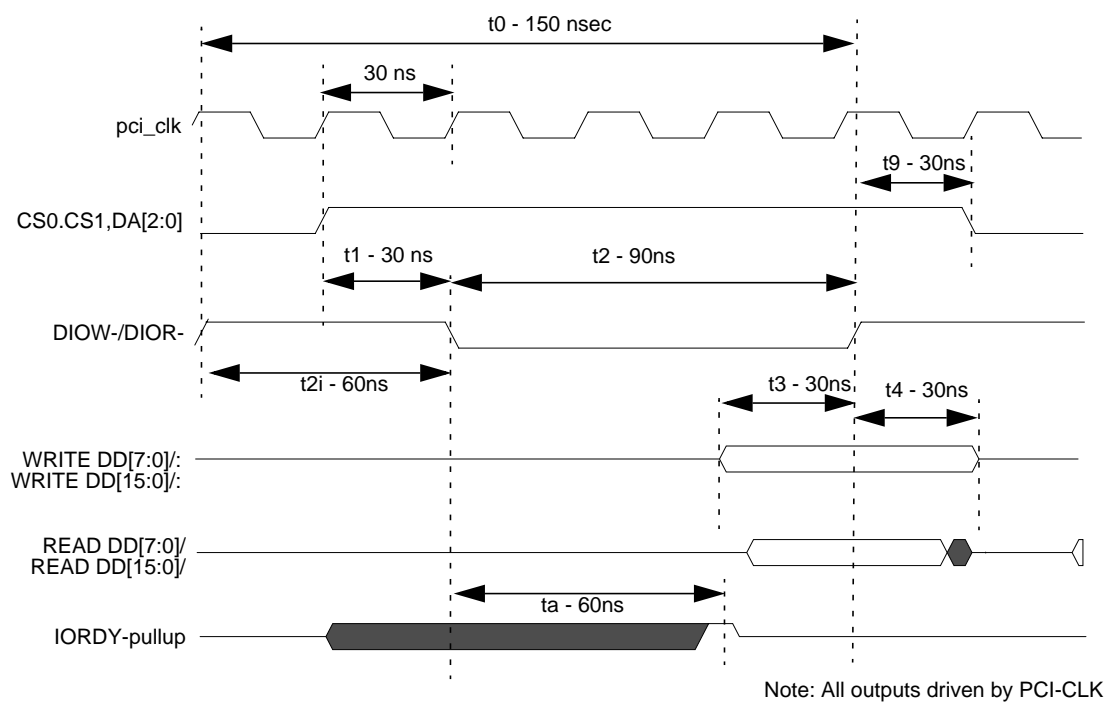 t0 - 150 nsec
30 ns
pci_clk
t9 - 30ns
CS0.CS1,DA[2:0]
t1 - 30 ns
t2 - 90ns
DIOW-/DIOR-
t2i - 60ns
t3 - 30ns
t4 - 30ns
WRITE DD[7:0]/:
WRITE DD[15:0]/:
READ DD[7:0]/
READ DD[15:0]/
ta - 60ns
IORDY-pullup
Note: All outputs driven by PCI-CLK